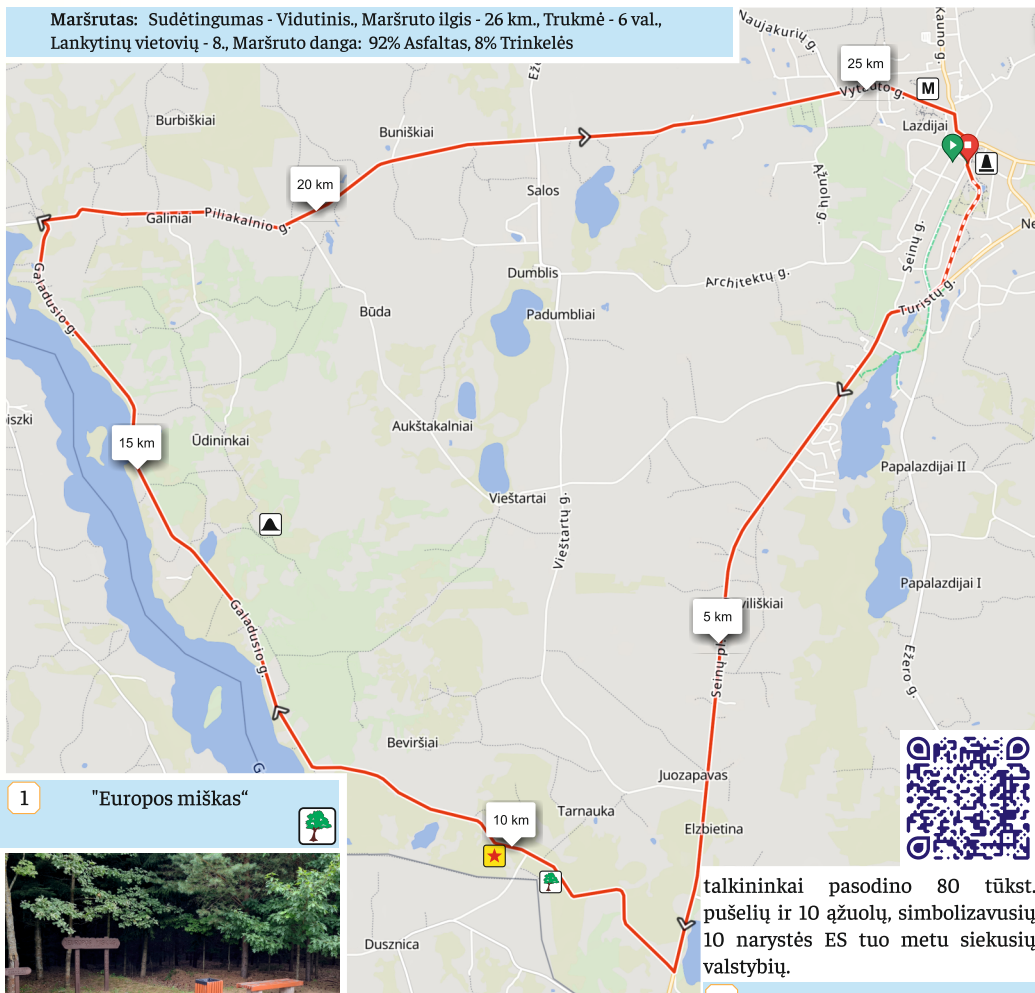 Maršrutas: Sudėtingumas - Vidutinis., Maršruto ilgis - 26 km., Trukmė - 6 val.,
Lankytinų vietovių - 8., Maršruto danga: 92% Asfaltas, 8% Trinkelės
Naujakurių g.
Kauno g.
25 km
Vytauto g.
M
Burbiškiai
Buniškiai
Lazdijai
20 km
Salos
Ąžuolų g.
Galiniai
Piliakalnio g.
Seinų g.
Dumblis
Architektų g.
Galadusio g.
Turistų g.
Būda
Padumbliai
Aukštakalniai
15 km
Ūdininkai
Papalazdijai II
Vieštartai
Vieštartų g.
Papalazdijai I
5 km
Galadusio g.
Seinų pl
Ežero g.
Beviršiai
Juozapavas
1
"Europos miškas“
10 km
Tarnauka
Elzbietina
Dusznica
talkininkai pasodino 80 tūkst.
pušelių ir 10 ąžuolų, simbolizavusių
10 narystės ES tuo metu siekusių
valstybių.